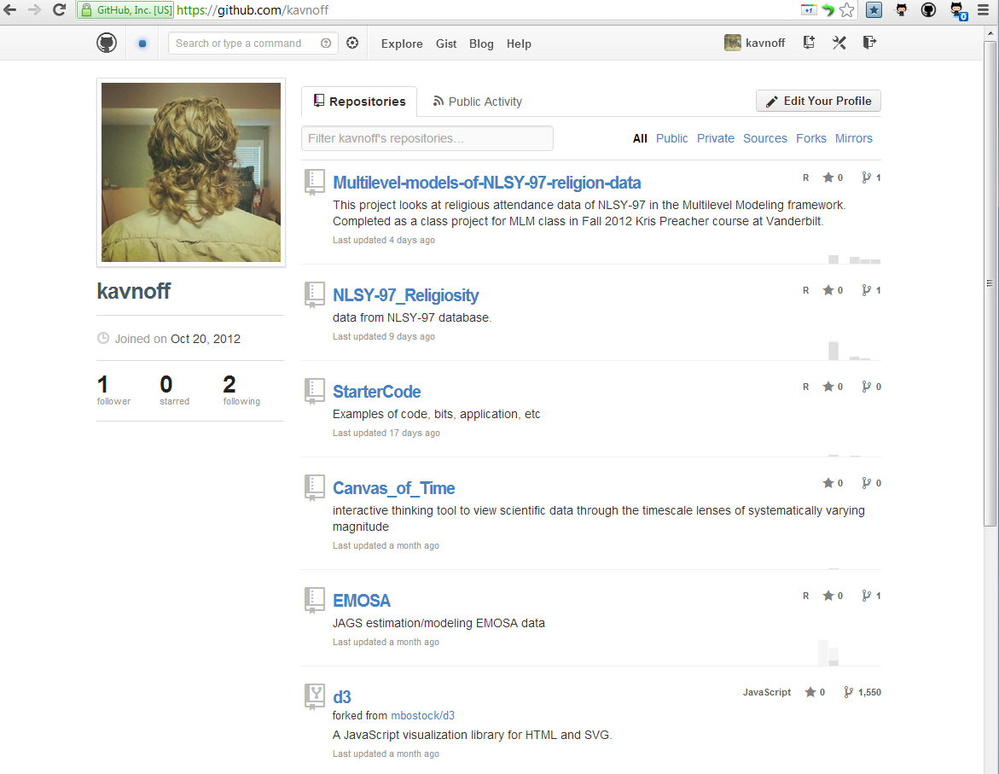 GitHub, Inc. [US] https://github.com/kavnoff
+1
0
Search or type a command
Explore Gist Blog Help
kavnoff
Repositories
Public Activity
Edit Your Profile
Filter kavnoff's repositories…
All Public Private Sources Forks Mirrors
kavnoff
Joined on Oct 20, 2012
1 0 2
follower starred following
Multilevel-models-of-NLSY-97-religion-data
R 0 1
This project looks at religious attendance data of NLSY-97 in the Multilevel Modeling framework.
Completed as a class project for MLM class in Fall 2012 Kris Preacher course at Vanderbilt.
Last updated 4 days ago
NLSY-97_Religiosity
R 0 1
data from NLSY-97 database.
Last updated 9 days ago
StarterCode
R 0 0
Examples of code, bits, application, etc
Last updated 17 days ago
Canvas_of_Time
0 0
interactive thinking tool to view scientific data through the timescale lenses of systematically varying
magnitude
Last updated a month ago
EMOSA
R 0 1
JAGS estimation/modeling EMOSA data
Last updated a month ago
d3
JavaScript 0 1,550
forked from mbostock/d3
A JavaScript visualization library for HTML and SVG.
Last updated a month ago